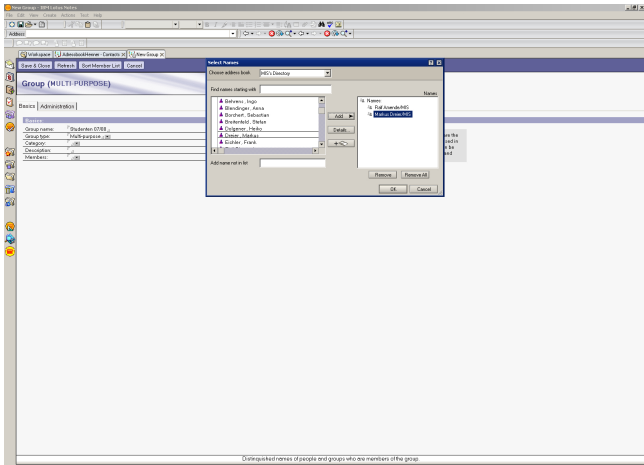 New Group - IBM Lotus Notes
File Edit View Create Actions Text Help
Address
Workspace
New Group
Save & Close Refresh Sort Member List Cancel
Group (MULTI-PURPOSE)
Basics Administration
Basics
Group name: Studenten 07/08
Group type: Multi-purpose
Category:
Description:
Members:
Select Names
Choose address book MIS's Directory
Find names starting with
Names
Behrens , Ingo
Blendinger , Anna
Borchert , Sebastian
Breitenfeld , Stefan
Dolgener , Heiko
Dreier , Markus
Eichler , Frank
Add
Details...
Names
Ralf Amende/MIS
Markus Dreier/MIS
Add name not in list
Remove Remove All
OK Cancel
Distinguished names of people and groups who are members of the group.